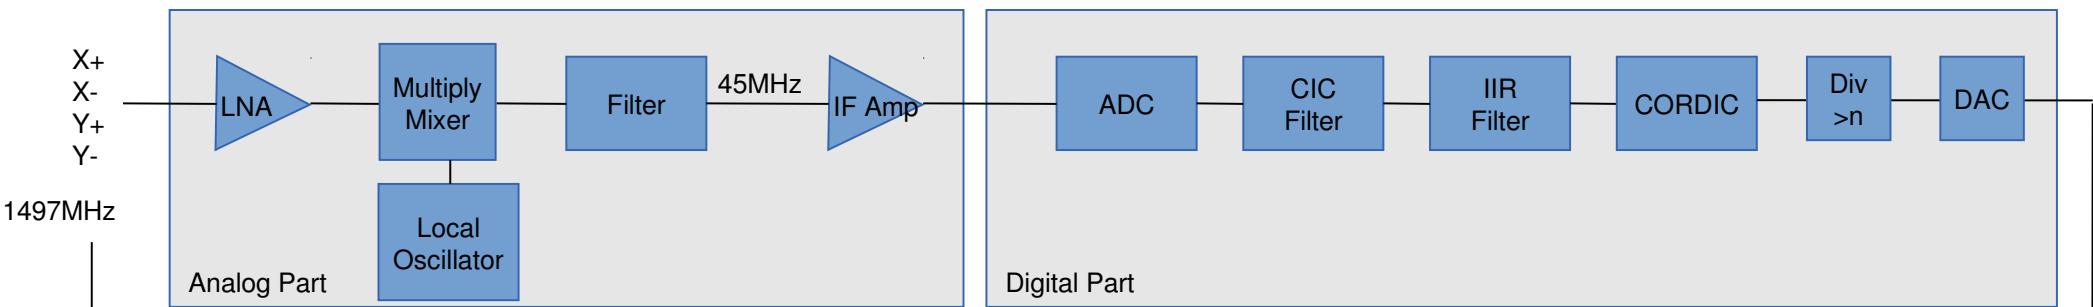 X+
X-
Y+
Y-
1497MHz
LNA
Multiply
Mixer
Local
Oscillator
Filter
45MHz
IF Amp
Analog Part
ADC
CIC
Filter
IIR
Filter
CORDIC
Div
>n
DAC
Digital Part